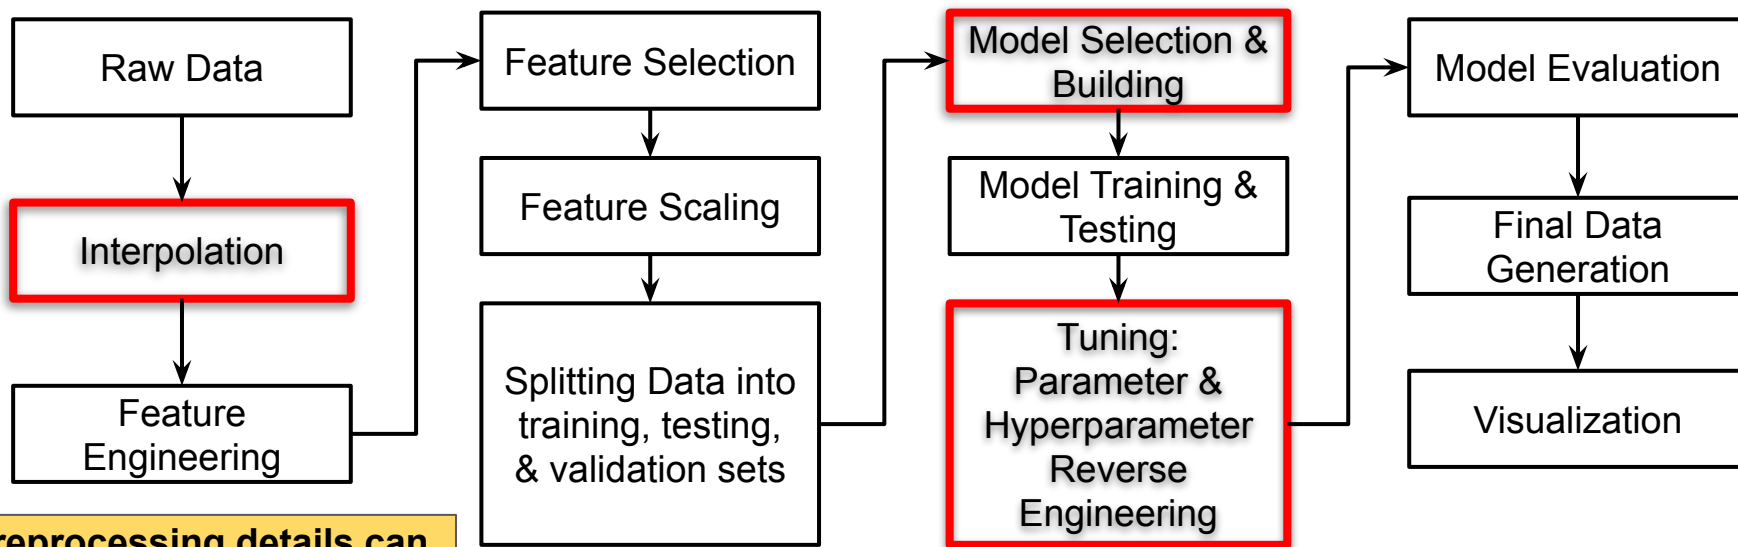 Raw Data
Interpolation
Feature
Engineering
Feature Selection
Feature Scaling
Splitting Data into
training, testing,
& validation sets
Model Selection &
Building
Model Training &
Testing
Tuning:
Parameter &
Hyperparameter
Reverse
Engineering
Model Evaluation
Final Data
Generation
Visualization
details can